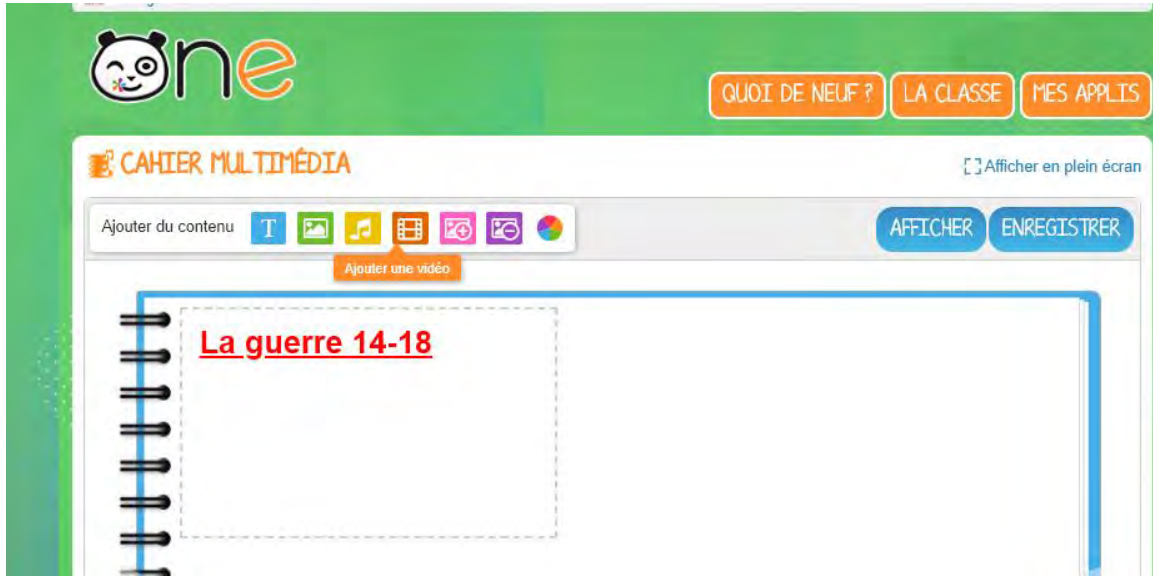 One
QUOI DE NEUF ?
LA CLASSE
MES APPLIS
CAHIER MULTIMÉDIA
Afficher en plein écran
Ajouter du contenu
T
AFFICHER
ENREGISTRER
Ajouter une vidéo
La guerre 14-18